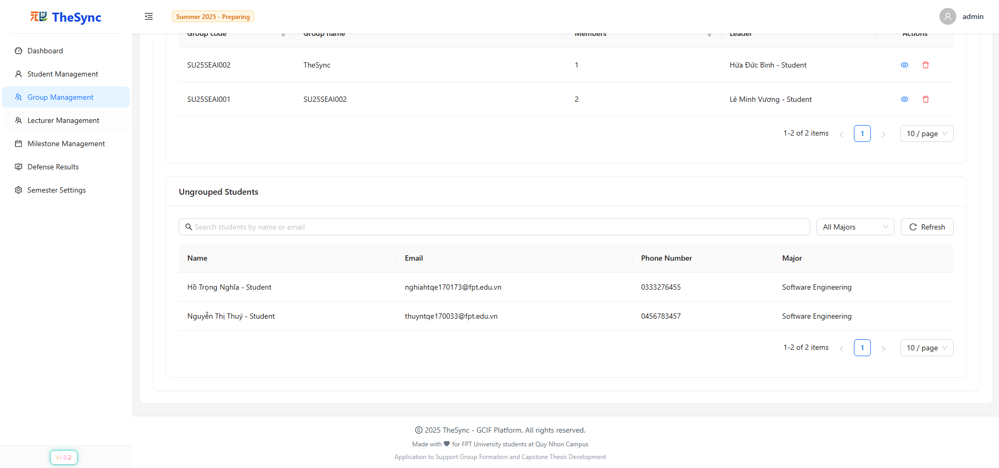 TheSync
Summer 2025 - Preparing
admin
Dashboard
Student Management
Group Management
Lecturer Management
Milestone Management
Defense Results
Semester Settings
v1.0.2
Group code Group name Members Leader Actions
SU25SEAI002 TheSync 1 Hứa Đức Bình - Student
SU25SEAI001 SU25SEAI002 2 Lê Minh Vương - Student
1-2 of 2 items < 1 > 10 / page
Ungrouped Students
Search students by name or email All Majors Refresh
Name Email Phone Number Major
Hồ Trọng Nghĩa - Student nghiahtqe170173@fpt.edu.vn 0333276455 Software Engineering
Nguyễn Thị Thuý - Student thuyntqe170033@fpt.edu.vn 0456783457 Software Engineering
1-2 of 2 items < 1 > 10 / page
© 2025 TheSync - GCIF Platform. All rights reserved.
Made with ♥ for FPT University students at Quy Nhon Campus
Application to Support Group Formation and Capstone Thesis Development